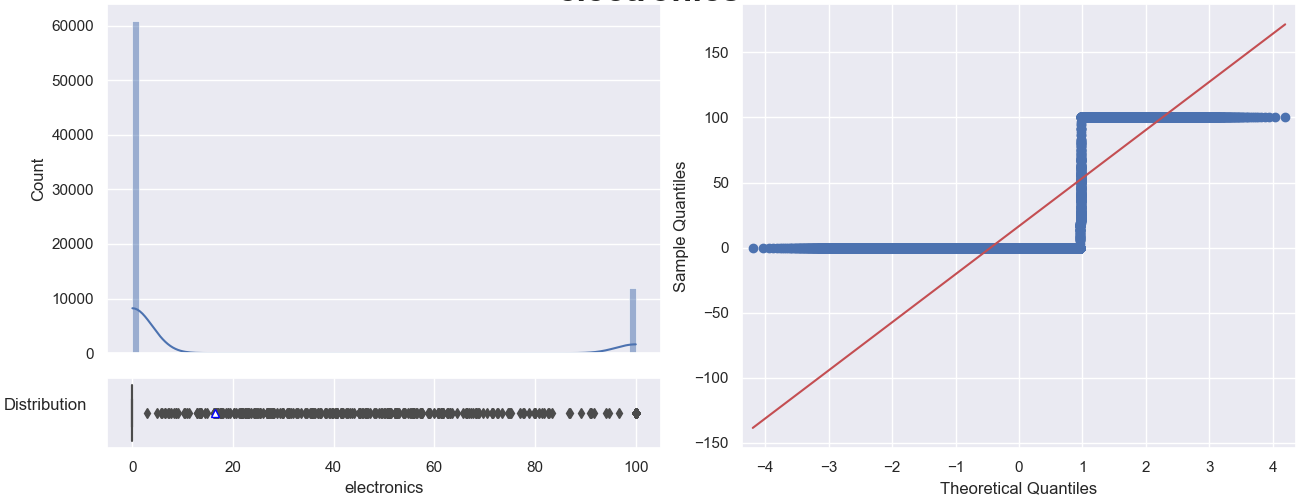 electronics
60000
50000
40000
30000
20000
10000
0
Count
Distribution
0 20 40 60 80 100
electronics
150
100
50
0
−50
−100
−150
Sample Quantiles
−4 −3 −2 −1 0 1 2 3 4
Theoretical Quantiles